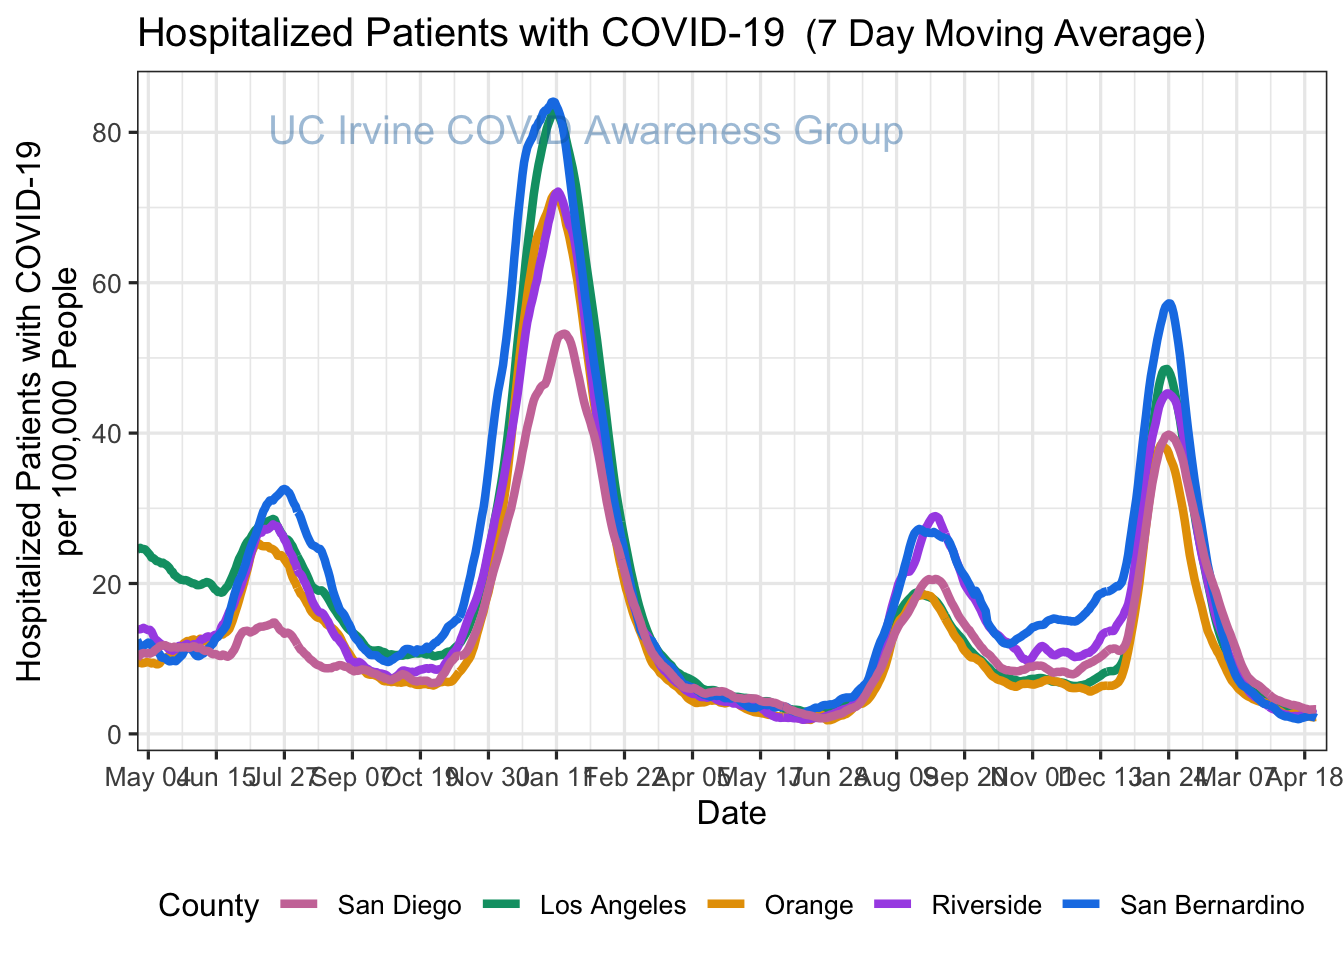 Hospitalized Patients with COVID-19 (7 Day Moving Average)
UC Irvine COVID Awareness Group
Hospitalized Patients with COVID-19
per 100,000 People
80
60
40
20
0
May 04 Jun 15 Jul 27 Sep 07 Oct 19 Nov 30 Jan 11 Feb 22 Apr 05 May 17 Jun 28 Aug 09 Sep 20 Nov 01 Dec 13 Jan 24 Mar 07 Apr 18
Date
County San Diego Los Angeles Orange Riverside San Bernardino